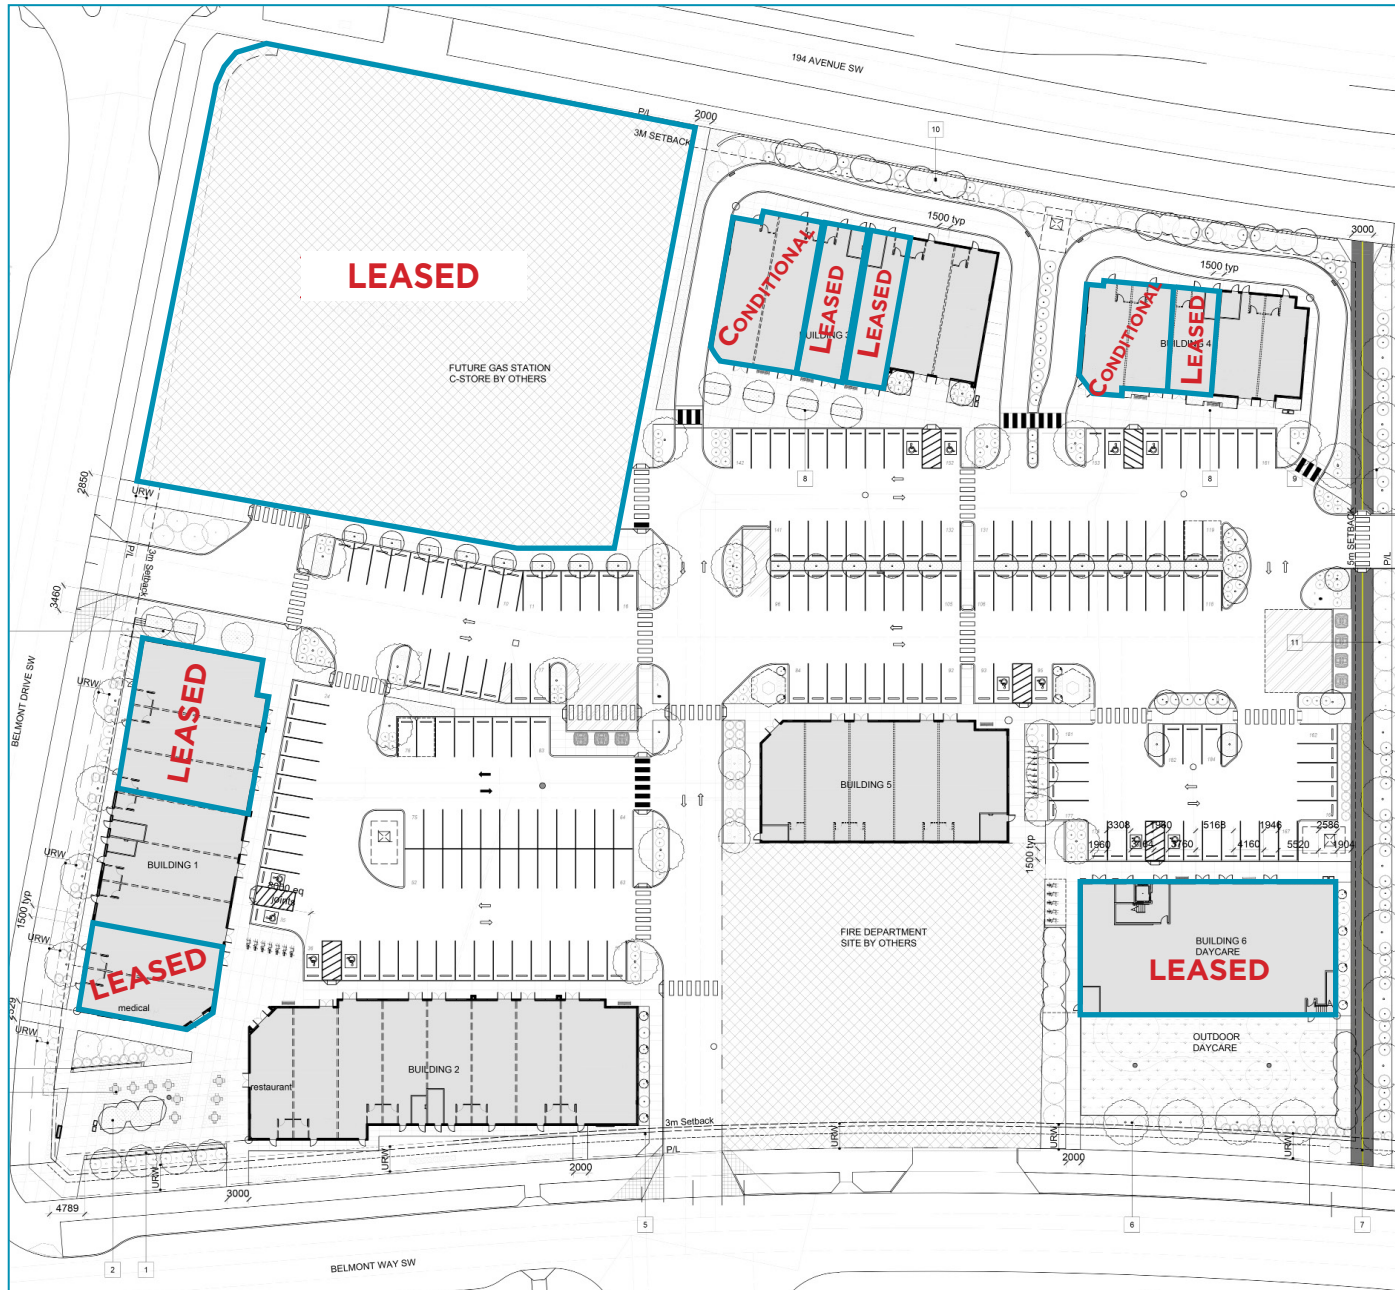 194 AVENUE SW
P/L
2000
3M SETBACK
10
1500 typ
3000
1500 typ
LEASED
CONDITIONAL
LEASED
LEASED
BUILDING 3
CONDITIONAL
LEASED
BUILDING 4
FUTURE GAS STATION
C-STORE BY OTHERS
8
8
9
2850
URW
P/L
3m Setback
5m SETBACK
P/L
3460
11
BELMONT DRIVE SW
URW
LEASED
BUILDING 5
BUILDING 1
URW
1500 typ
URW
LEASED
medical
URW
1500 typ
3308
1980
5168
1946
2586
1960
3164
3760
4160
5520
1904
FIRE DEPARTMENT
SITE BY OTHERS
BUILDING 6
DAYCARE
LEASED
OUTDOOR
DAYCARE
BUILDING 2
restaurant
3m Setback
P/L
URW
URW
URW
URW
URW
2000
2000
3000
4789
5
6
7
2
1
BELMONT WAY SW